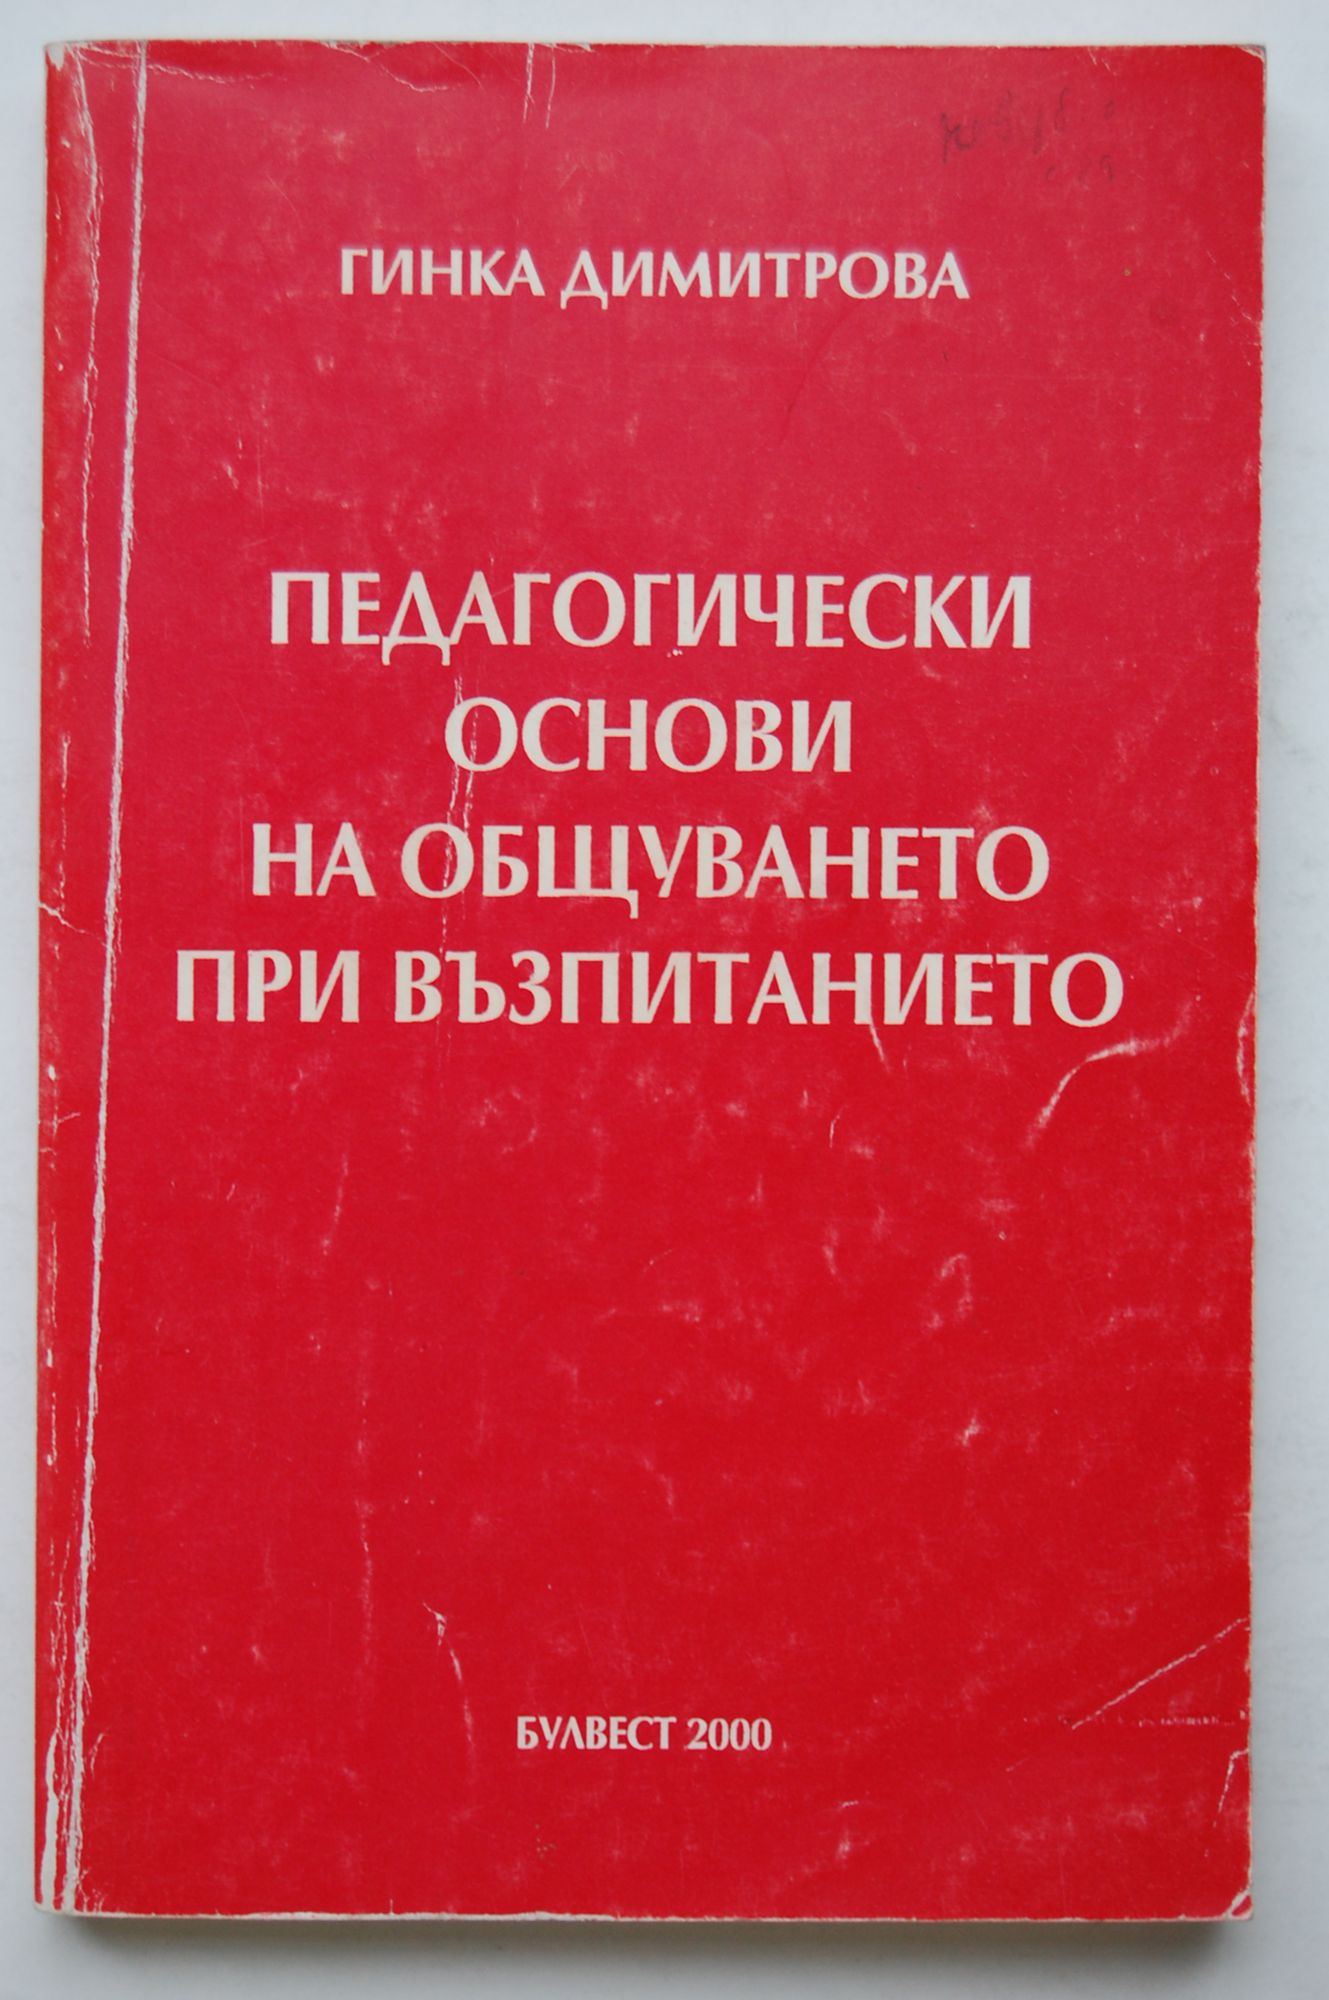 ГИНКА ДИМИТРОВА
ПЕДАГОГИЧЕСКИ
ОСНОВИ
НА ОБЩУВАНЕТО
ПРИ ВЪЗПИТАНИЕТО
БУЛВЕСТ 2000